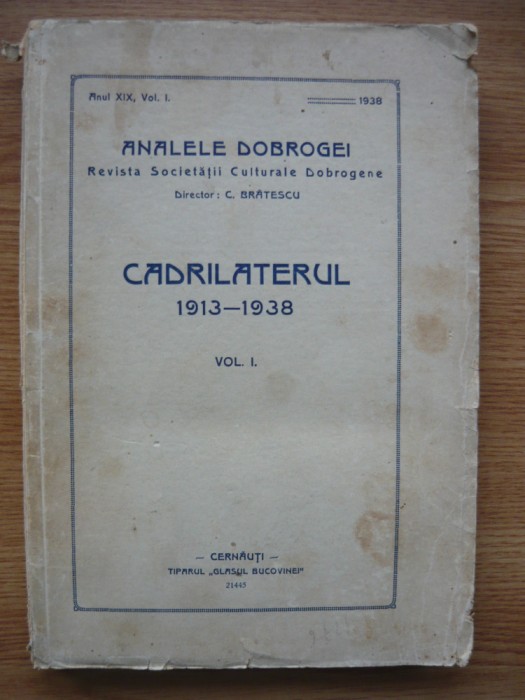 Anul XIX, Vol. I. 1938
ANALELE DOBROGEI
Revista Societății Culturale Dobrogene
Director: C. BRĂTESCU
CADRILATERUL
1913—1938
VOL. I.
— CERNĂUȚI —
TIPARUL „GLASUL BUCOVINEI"
21445